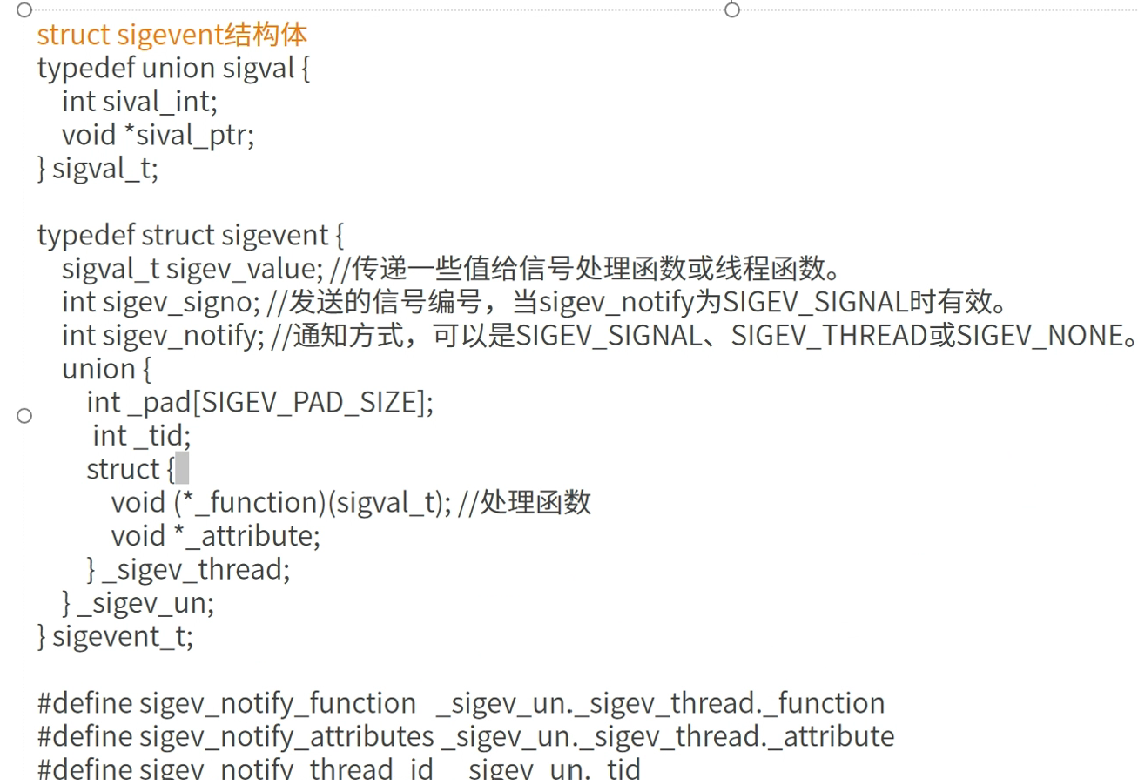 struct sigevent结构体
typedef union sigval {
int sival_int;
void *sival_ptr;
} sigval_t;
typedef struct sigevent {
sigval_t sigev_value; //传递一些值给信号处理函数或线程函数。
int sigev_signo; //发送的信号编号，当sigev_notify为SIGEV_SIGNAL时有效。
int sigev_notify; //通知方式，可以是SIGEV_SIGNAL、SIGEV_THREAD或SIGEV_NONE。
union {
int _pad[SIGEV_PAD_SIZE];
int _tid;
struct {
void (*_function)(sigval_t); //处理函数
void *_attribute;
} _sigev_thread;
} _sigev_un;
} sigevent_t;
#define sigev_notify_function _sigev_un._sigev_thread._function
#define sigev_notify_attributes _sigev_un._sigev_thread._attribute
#define sigev_notify_thread_id _sigev_un._tid